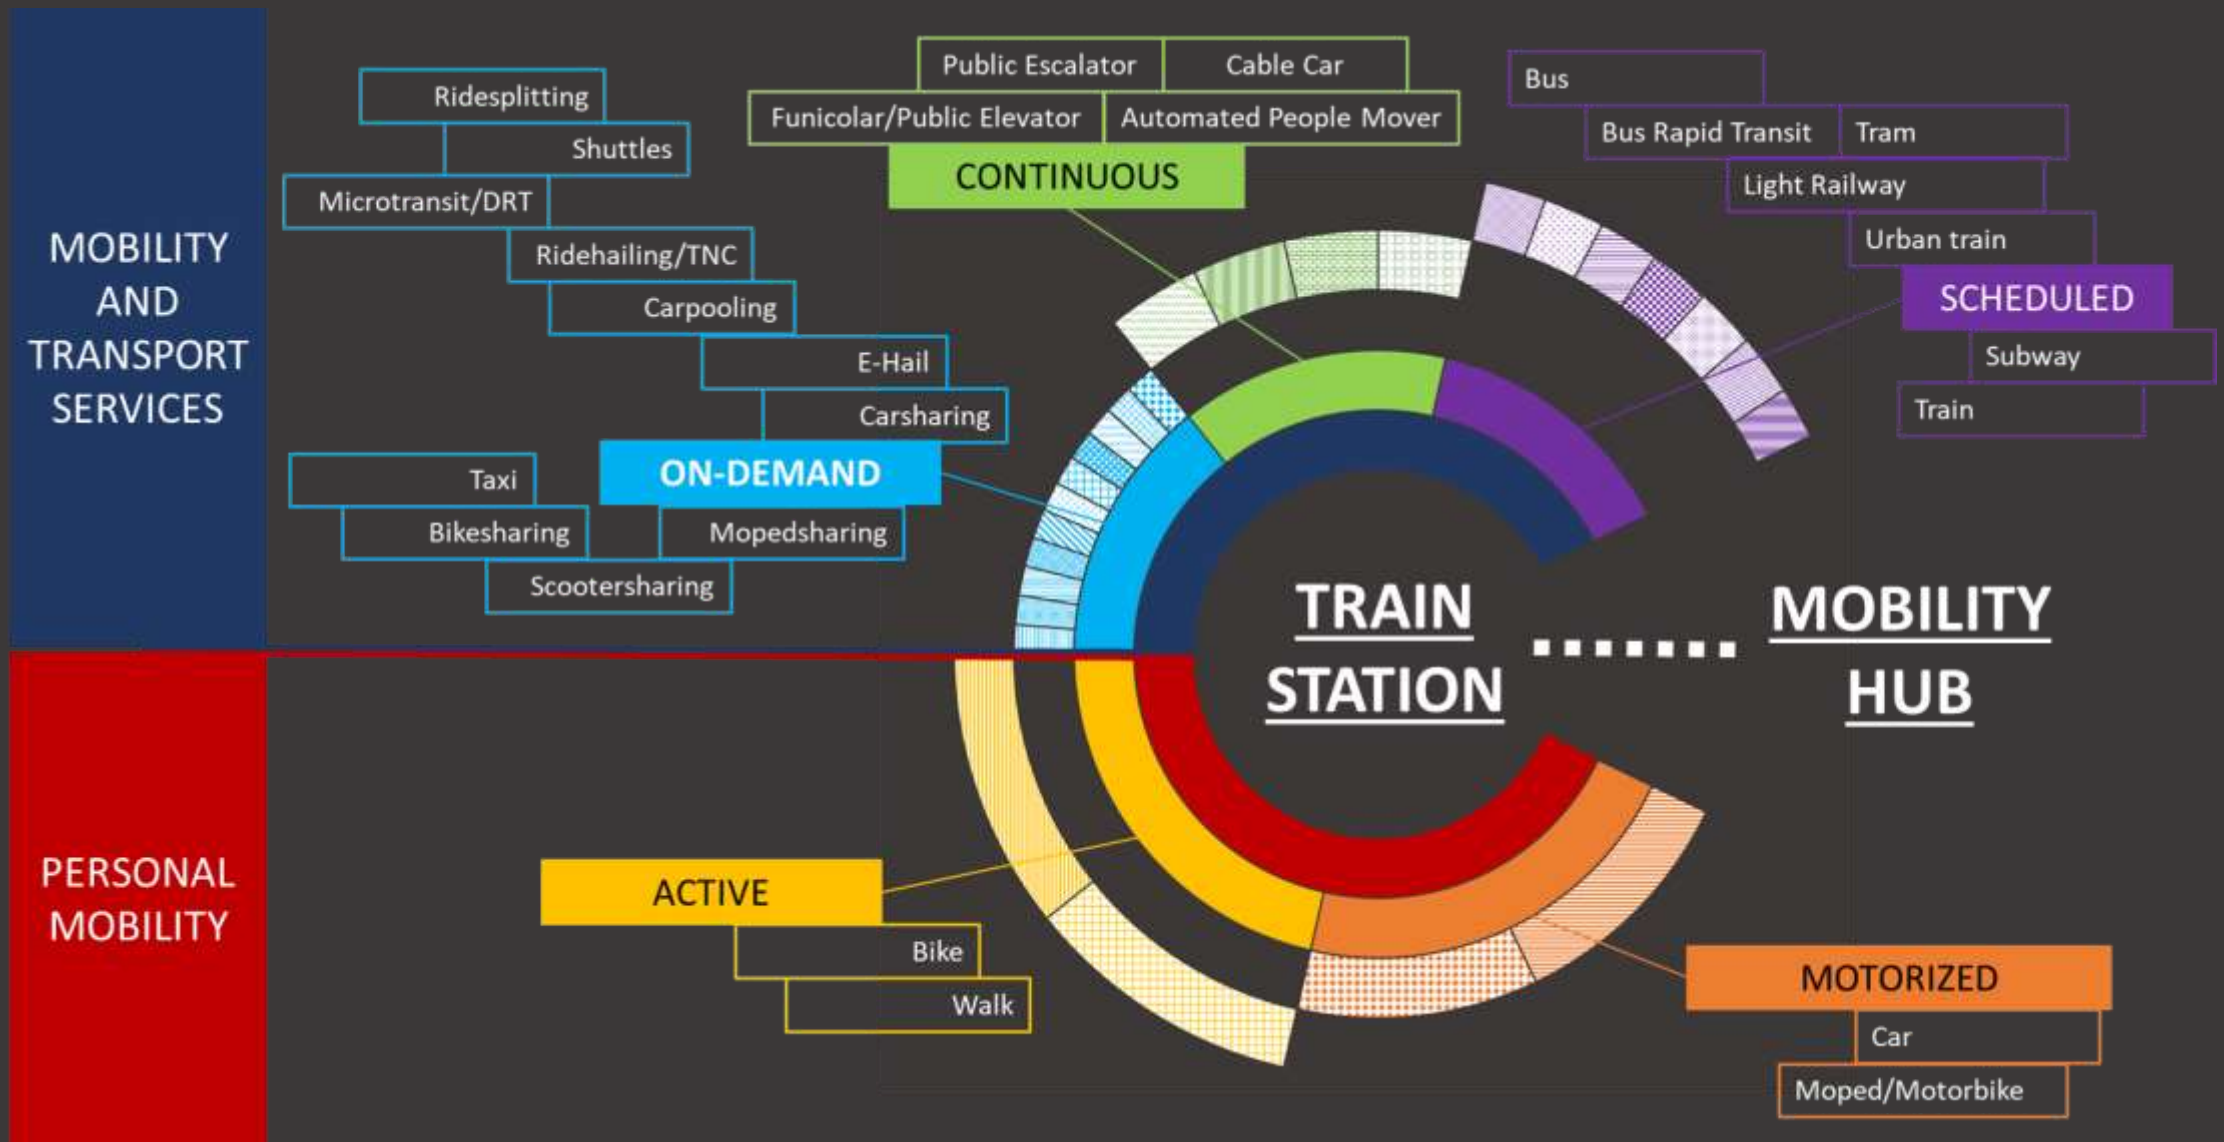 MOBILITY
AND
TRANSPORT
SERVICES
Ridesplitting
Shuttles
Microtransit/DRT
Ridehailing/TNC
Carpooling
E-Hail
Carsharing
ON-DEMAND
Taxi
Bikesharing
Mopedsharing
Scootersharing
Public Escalator
Cable Car
Funicolar/Public Elevator
Automated People Mover
CONTINUOUS
Bus
Bus Rapid Transit
Tram
Light Railway
Urban train
SCHEDULED
Subway
Train
TRAIN
STATION
MOBILITY
HUB
PERSONAL
MOBILITY
ACTIVE
Bike
Walk
MOTORIZED
Car
Moped/Motorbike